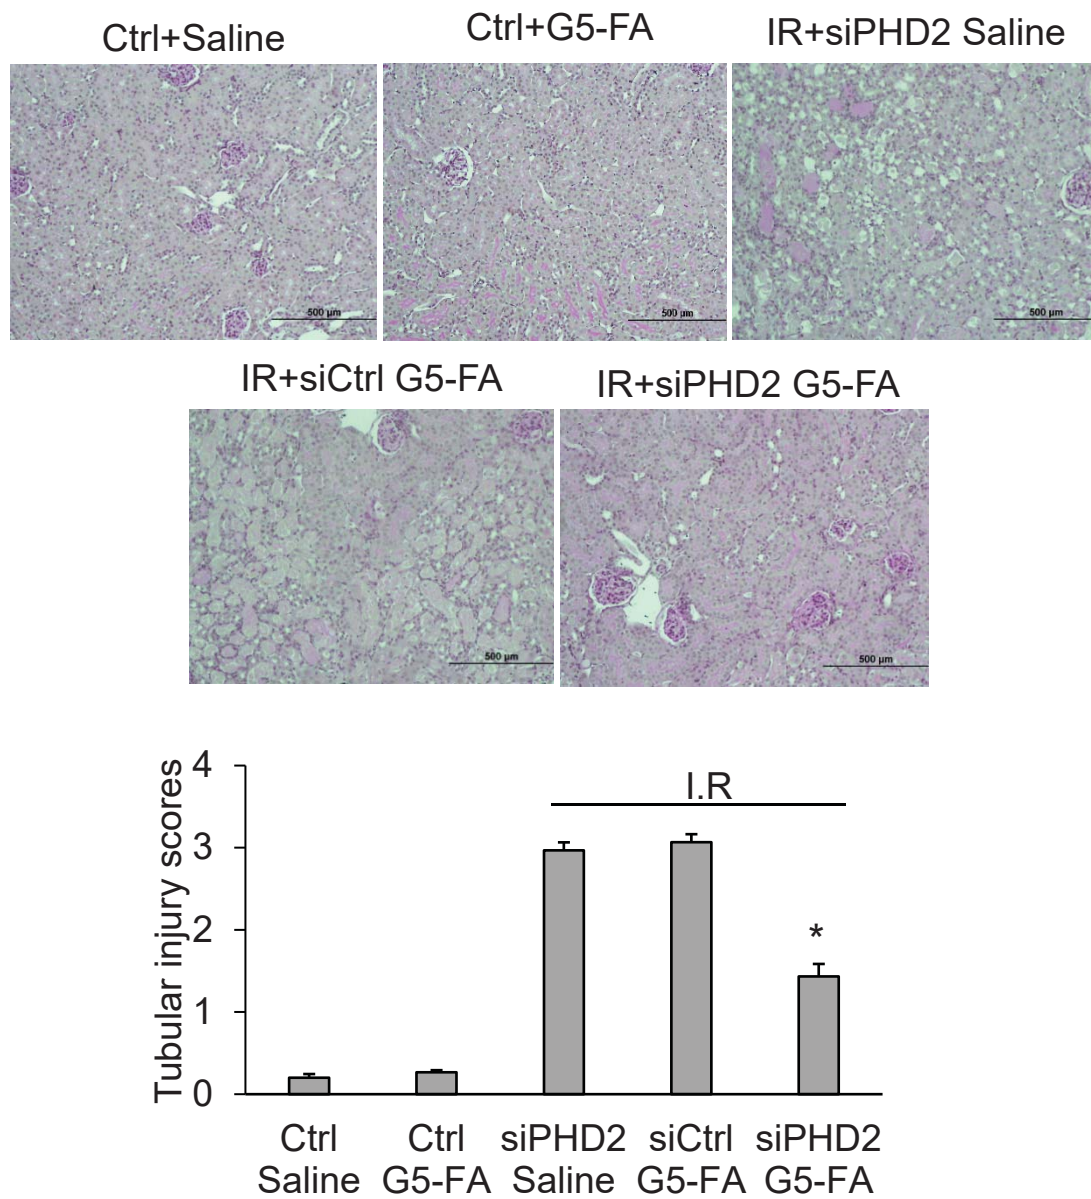 Ctrl+Saline
Ctrl+G5-FA
IR+siPHD2 Saline
500 µm
500 µm
500 µm
IR+siCtrl G5-FA
IR+siPHD2 G5-FA
500 µm
500 µm
Tubular injury scores
4
3
2
1
0
I.R
*
Ctrl
Saline
Ctrl
G5-FA
siPHD2
Saline
siCtrl
G5-FA
siPHD2
G5-FA